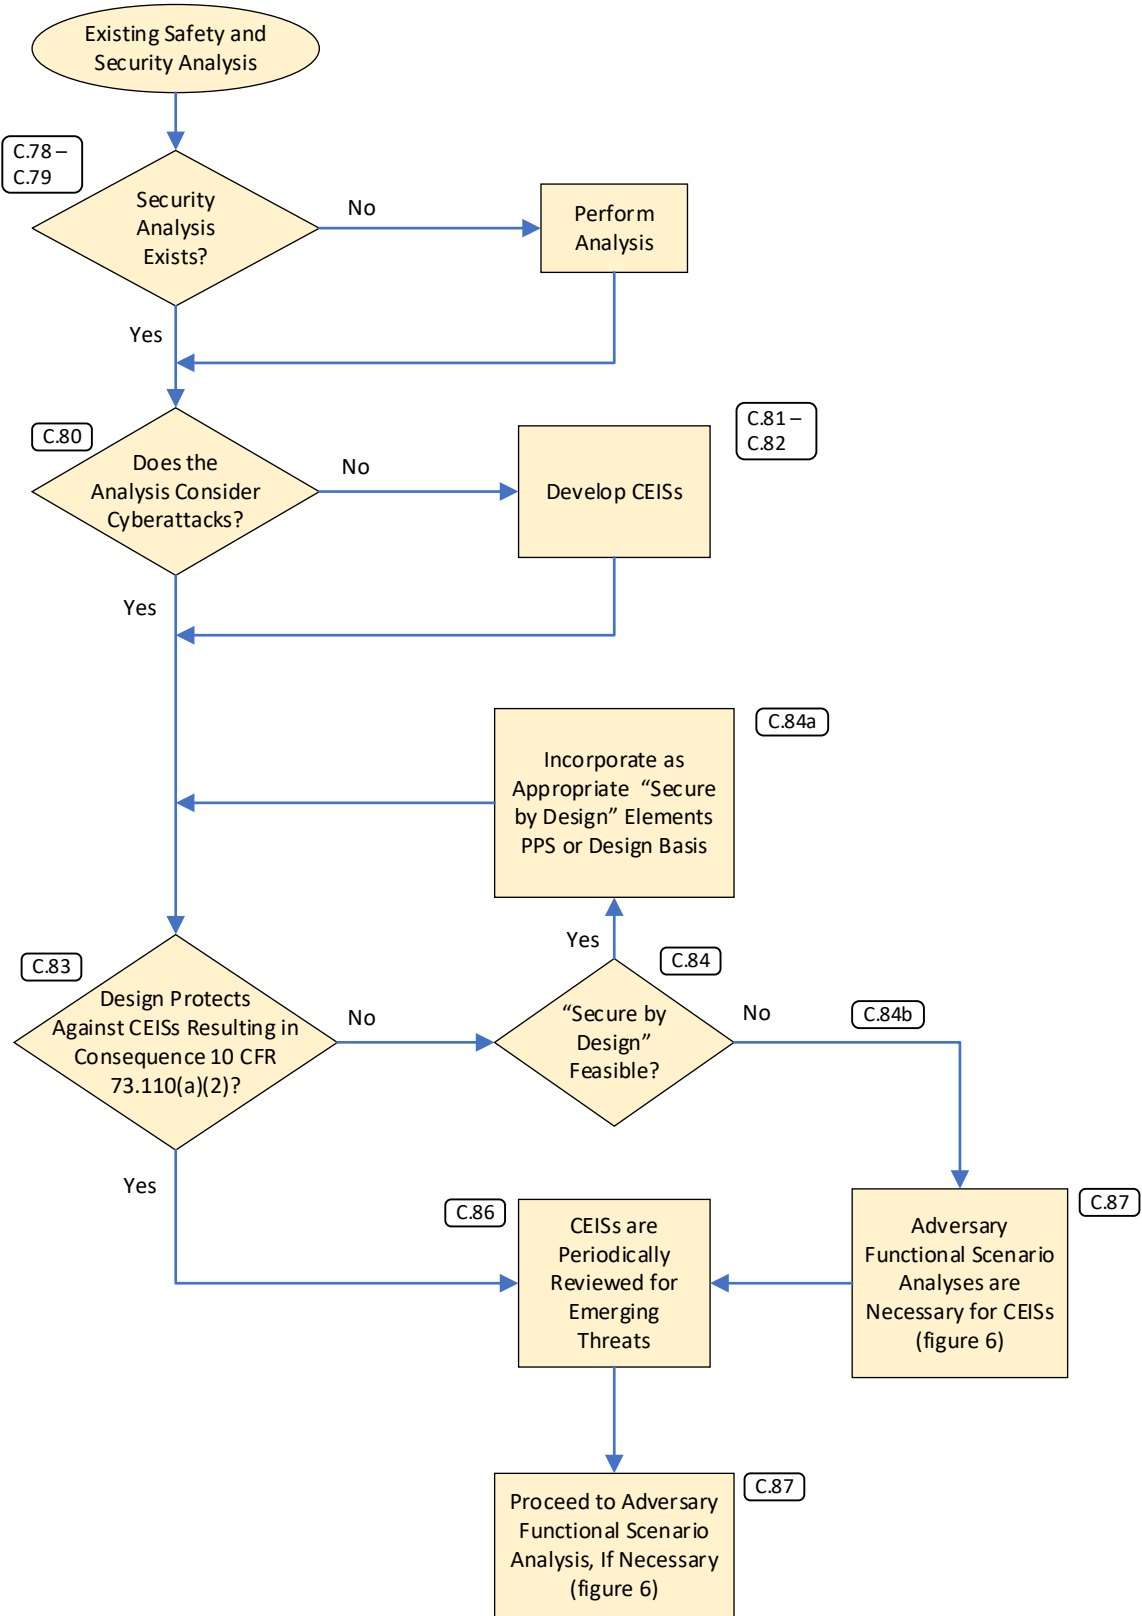 Existing Safety and
Security Analysis
C.78 –
C.79
Security
Analysis
Exists?
No
Perform
Analysis
Yes
C.80
Does the
Analysis Consider
Cyberattacks?
No
Develop CEISs
C.81 –
C.82
Yes
Incorporate as
Appropriate “Secure
by Design” Elements
PPS or Design Basis
C.84a
C.83
Design Protects
Against CEISs Resulting in
Consequence 10 CFR
73.110(a)(2)?
No
Yes
C.84
“Secure by
Design”
Feasible?
No
C.84b
Yes
C.86
CEISs are
Periodically
Reviewed for
Emerging
Threats
Adversary
Functional Scenario
Analyses are
Necessary for CEISs
(figure 6)
C.87
Proceed to Adversary
Functional Scenario
Analysis, If Necessary
(figure 6)
C.87